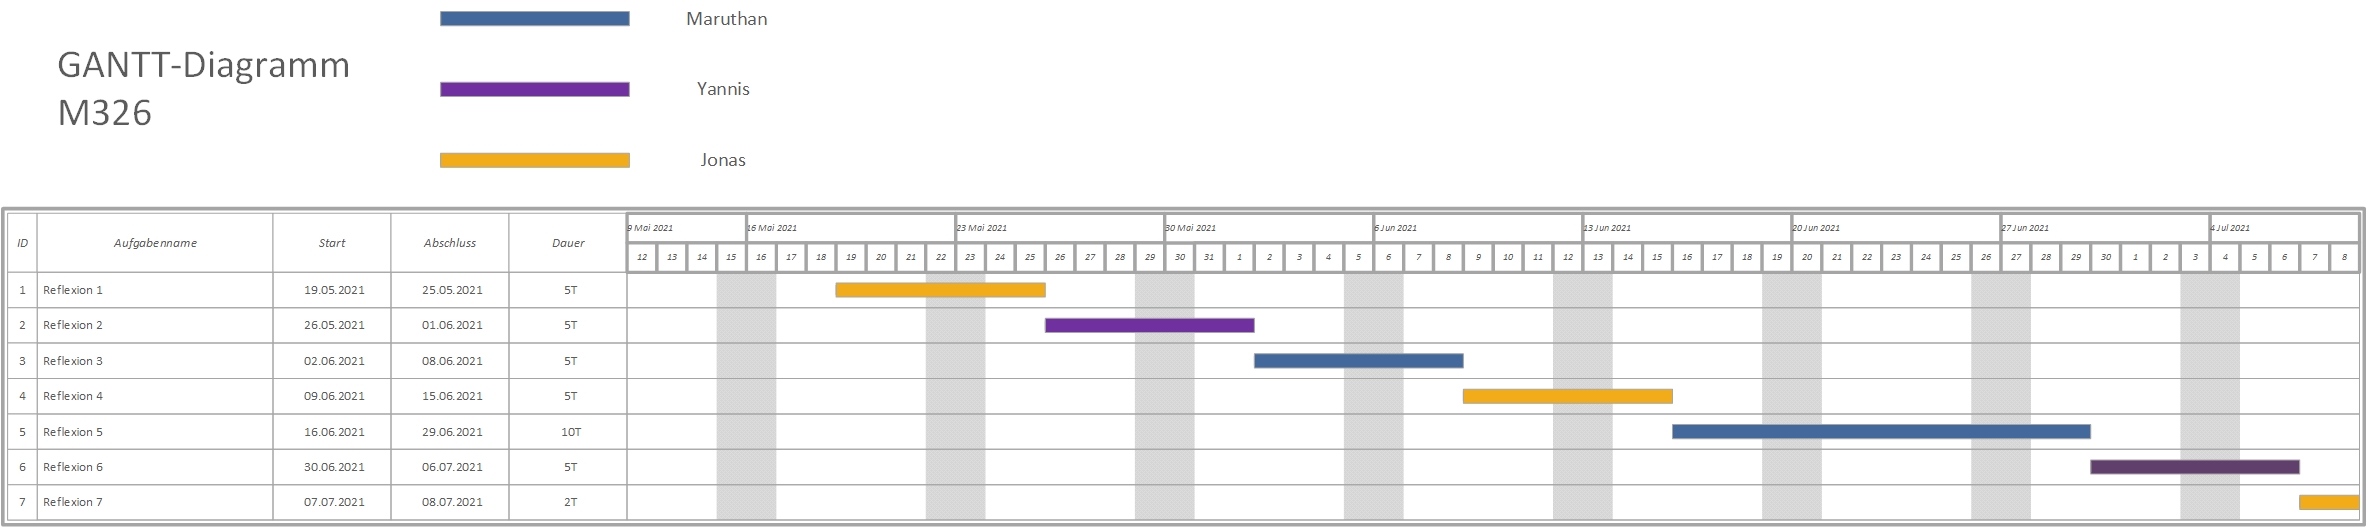 Maruthan
GANTT-Diagramm
M326
Yannis
Jonas
ID Aufgabenname Start Abschluss Dauer 9 Mai 2021 16 Mai 2021 23 Mai 2021 30 Mai 2021 6 Jun 2021 13 Jun 2021 20 Jun 2021 27 Jun 2021 4 Jul 2021
12 13 14 15 16 17 18 19 20 21 22 23 24 25 26 27 28 29 30 31 1 2 3 4 5 6 7 8 9 10 11 12 13 14 15 16 17 18 19 20 21 22 23 24 25 26 27 28 29 30 1 2 3 4 5 6 7 8
1 Reflexion 1 19.05.2021 25.05.2021 5T
2 Reflexion 2 26.05.2021 01.06.2021 5T
3 Reflexion 3 02.06.2021 08.06.2021 5T
4 Reflexion 4 09.06.2021 15.06.2021 5T
5 Reflexion 5 16.06.2021 29.06.2021 10T
6 Reflexion 6 30.06.2021 06.07.2021 5T
7 Reflexion 7 07.07.2021 08.07.2021 2T